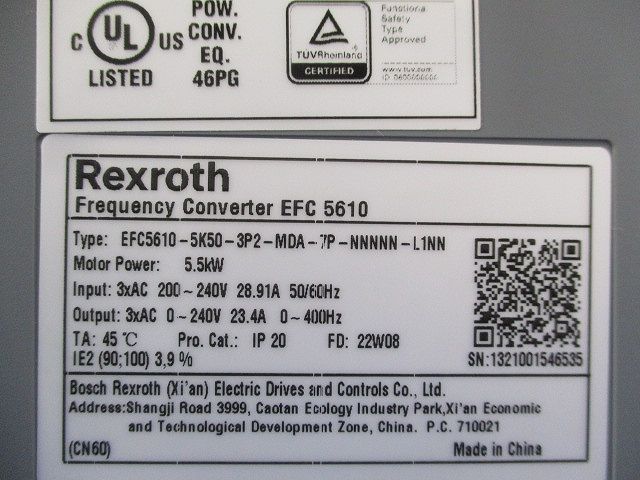 POW.
CONV.
EQ.
46PG
C UL US
LISTED
TÜVRheinland
CERTIFIED
Functional
Safety
Type
Approved
www.tuv.com
Rexroth
Frequency Converter EFC 5610
Type: EFC5610-5K50-3P2-MDA-7P-NNNNN-L1NN
Motor Power: 5.5kW
Input: 3xAC 200~240V 28.91A 50/60Hz
Output: 3xAC 0~240V 23.4A 0~400Hz
TA: 45℃ Pro. Cat.: IP 20 FD: 22W08
IE2 (90;100) 3,9 %
SN:1321001546535
Bosch Rexroth (Xi'an) Electric Drives and Controls Co., Ltd.
Address:Shangji Road 3999, Caotan Ecology Industry Park,Xi'an Economic
and Technological Development Zone, China. P.C. 710021
(CN60) Made in China